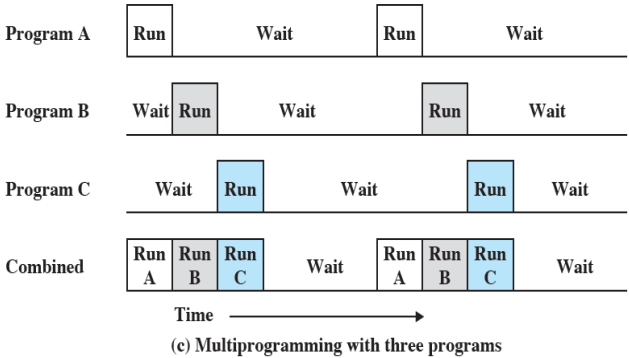 Program A Run Wait Run Wait
Program B Wait Run Wait Run Wait
Program C Wait Run Wait Run Wait
Combined Run A Run B Run C Wait Run A Run B Run C Wait
Time
(c) Multiprogramming with three programs